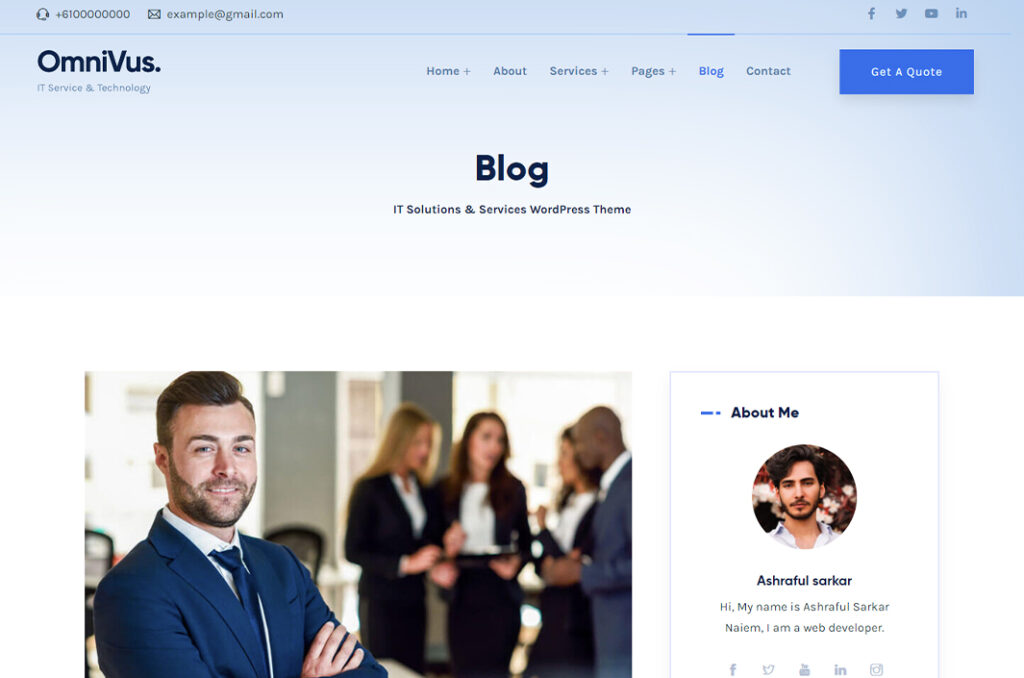 +6100000000 example@gmail.com
OmniVus.
IT Service & Technology
Home + About Services + Pages + Blog Contact Get A Quote
Blog
IT Solutions & Services WordPress Theme
About Me
Ashraful sarkar
Hi, My name is Ashraful Sarkar
Naiem, I am a web developer.